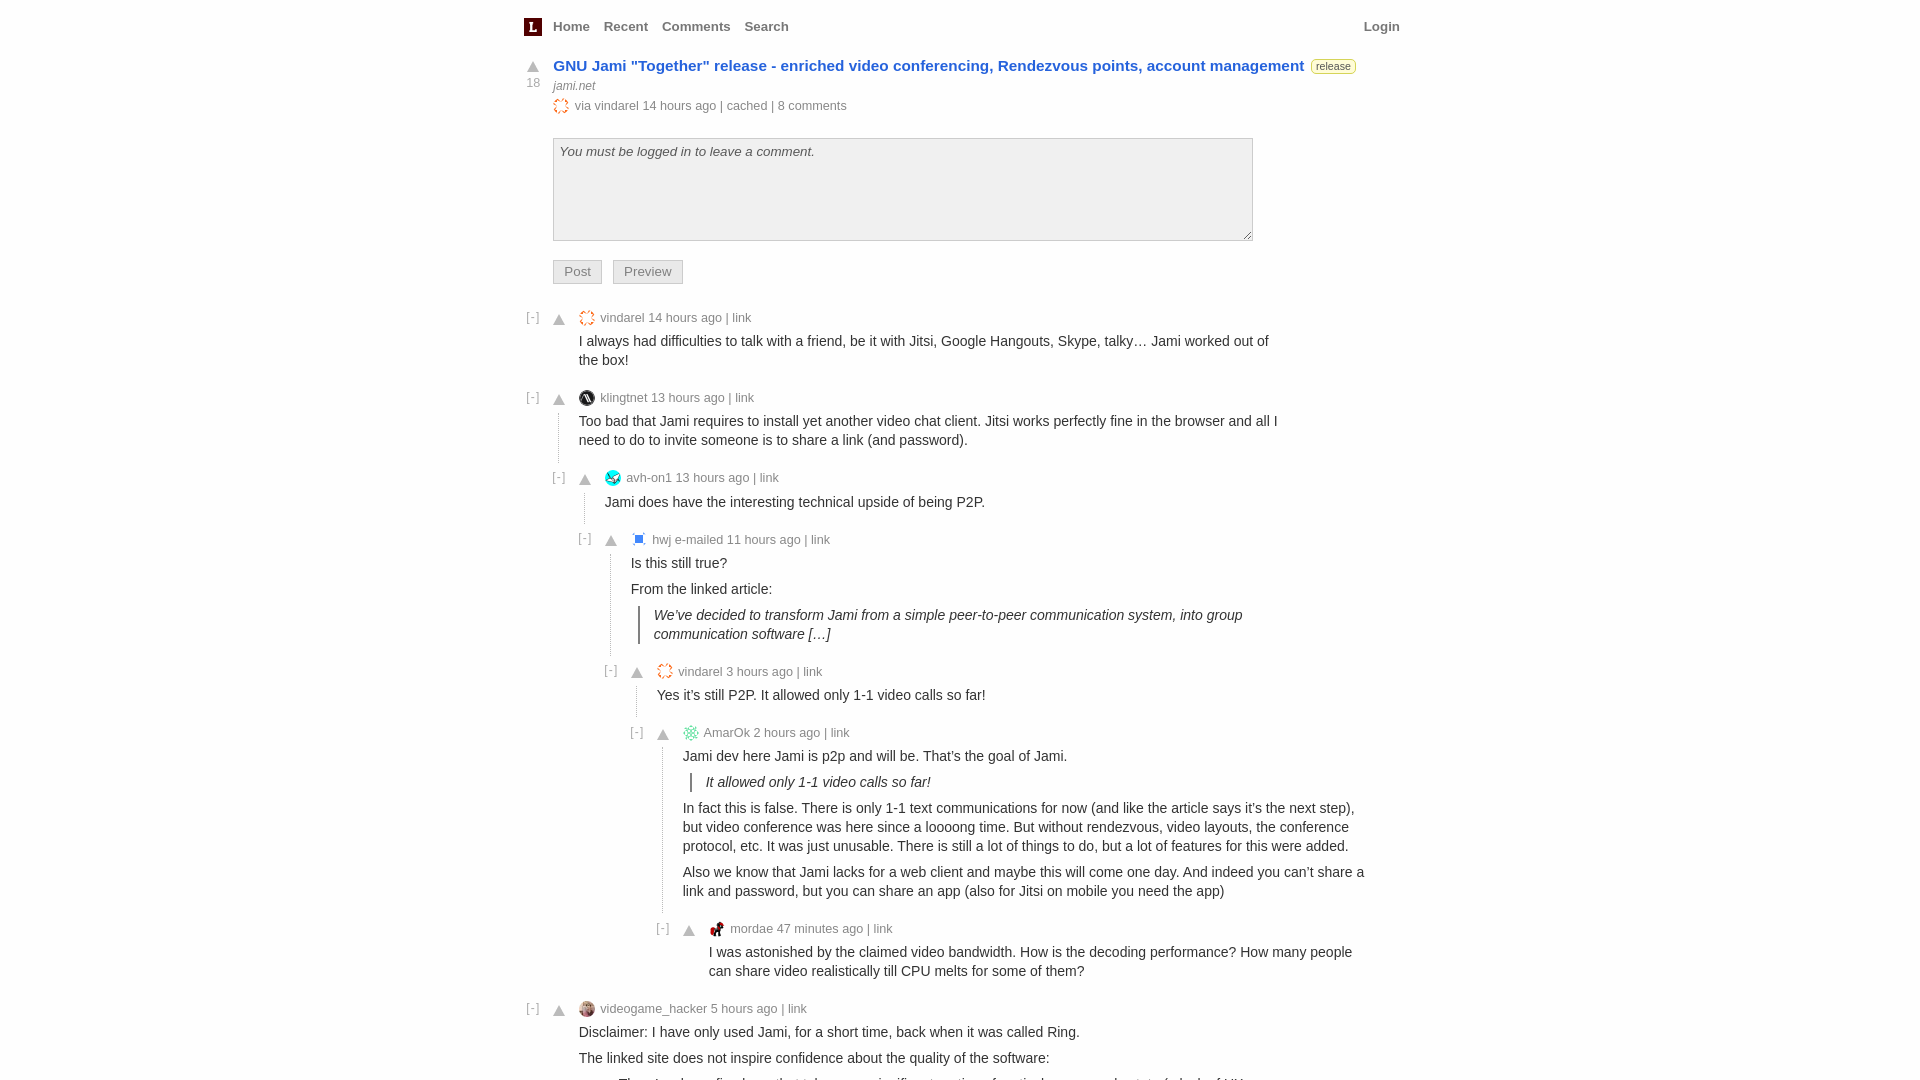 L Home Recent Comments Search Login
GNU Jami "Together" release - enriched video conferencing, Rendezvous points, account management release
18
jami.net
via vindarel 14 hours ago | cached | 8 comments
You must be logged in to leave a comment.
Post Preview
[-] vindarel 14 hours ago | link
I always had difficulties to talk with a friend, be it with Jitsi, Google Hangouts, Skype, talky… Jami worked out of
the box!
[-] klingtnet 13 hours ago | link
Too bad that Jami requires to install yet another video chat client. Jitsi works perfectly fine in the browser and all I
need to do to invite someone is to share a link (and password).
[-] avh-on1 13 hours ago | link
Jami does have the interesting technical upside of being P2P.
[-] hwj e-mailed 11 hours ago | link
Is this still true?
From the linked article:
We’ve decided to transform Jami from a simple peer-to-peer communication system, into group
communication software […]
[-] vindarel 3 hours ago | link
Yes it’s still P2P. It allowed only 1-1 video calls so far!
[-] AmarOk 2 hours ago | link
Jami dev here Jami is p2p and will be. That’s the goal of Jami.
It allowed only 1-1 video calls so far!
In fact this is false. There is only 1-1 text communications for now (and like the article says it’s the next step),
but video conference was here since a loooong time. But without rendezvous, video layouts, the conference
protocol, etc. It was just unusable. There is still a lot of things to do, but a lot of features for this were added.
Also we know that Jami lacks for a web client and maybe this will come one day. And indeed you can’t share a
link and password, but you can share an app (also for Jitsi on mobile you need the app)
[-] mordae 47 minutes ago | link
I was astonished by the claimed video bandwidth. How is the decoding performance? How many people
can share video realistically till CPU melts for some of them?
[-] videogame_hacker 5 hours ago | link
Disclaimer: I have only used Jami, for a short time, back when it was called Ring.
The linked site does not inspire confidence about the quality of the software: